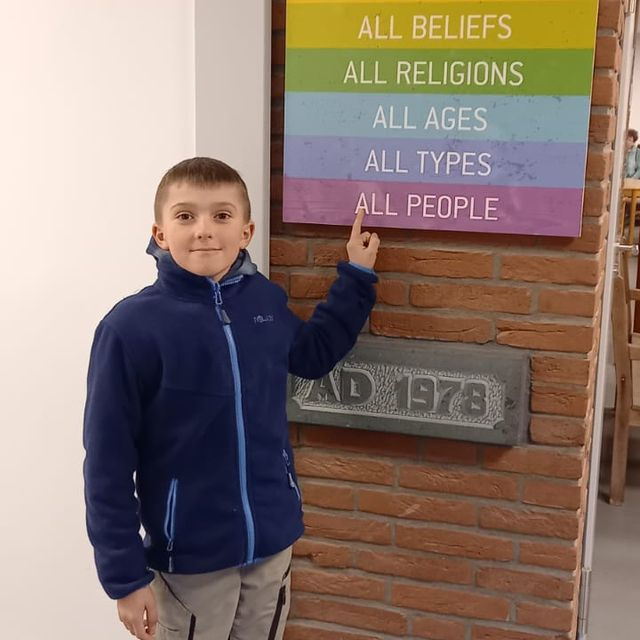 ALL BELIEFS
ALL RELIGIONS
ALL AGES
ALL TYPES
ALL PEOPLE
AD 1978